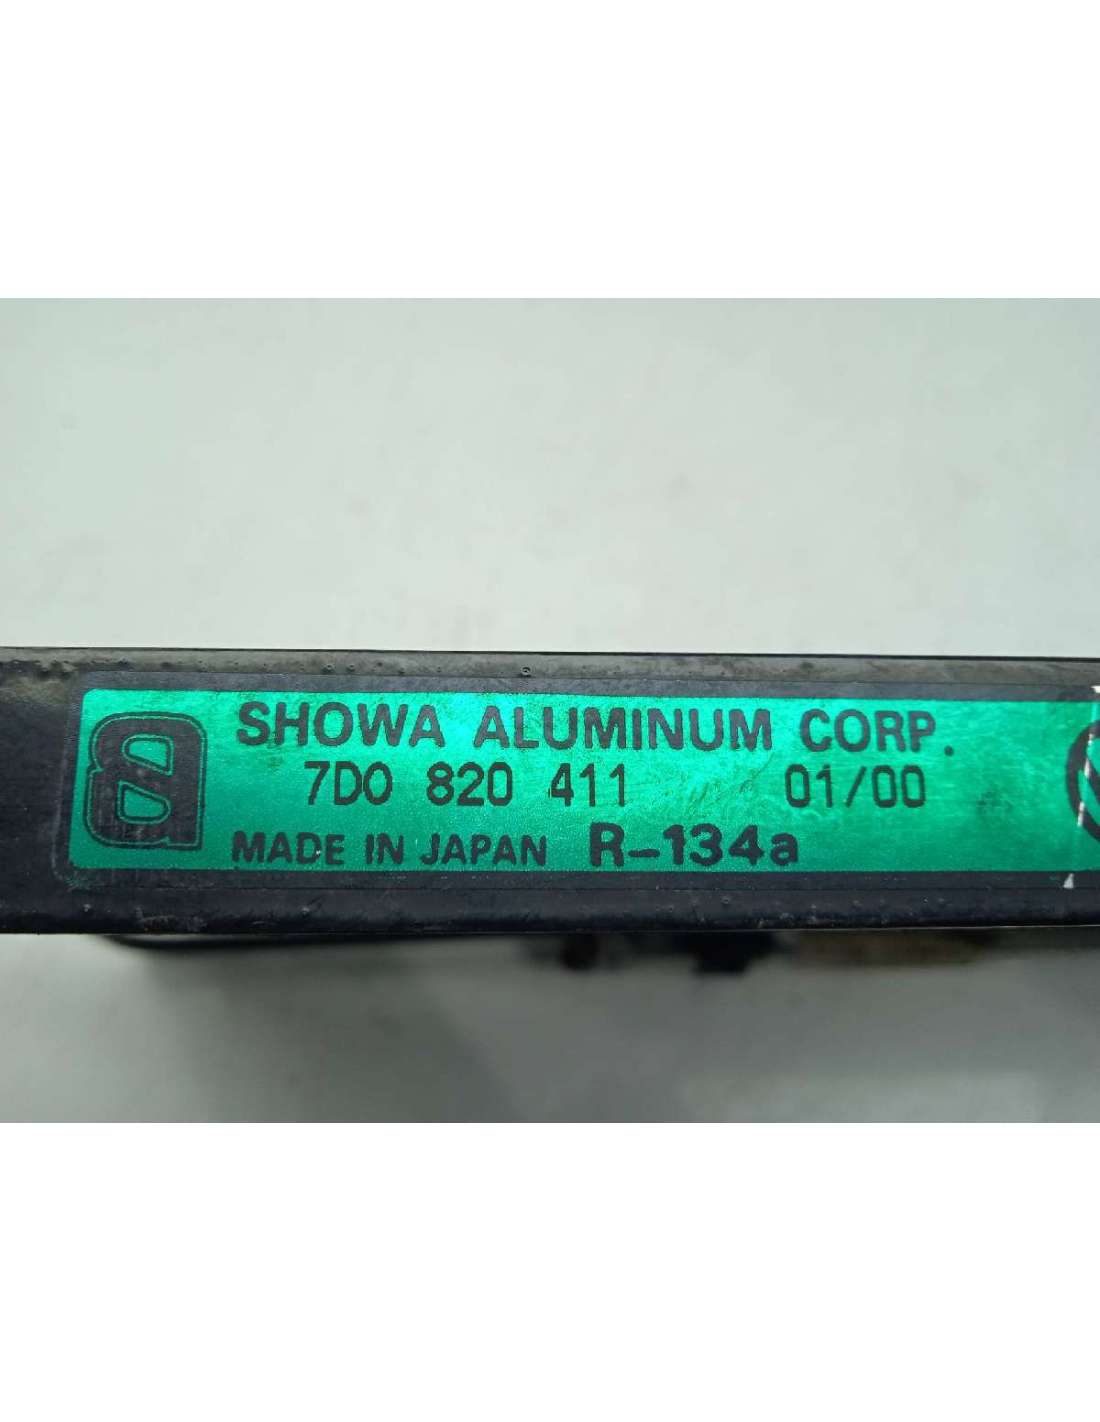 SHOWA ALUMINUM CORP.
7D0 820 411 01/00
MADE IN JAPAN R-134a